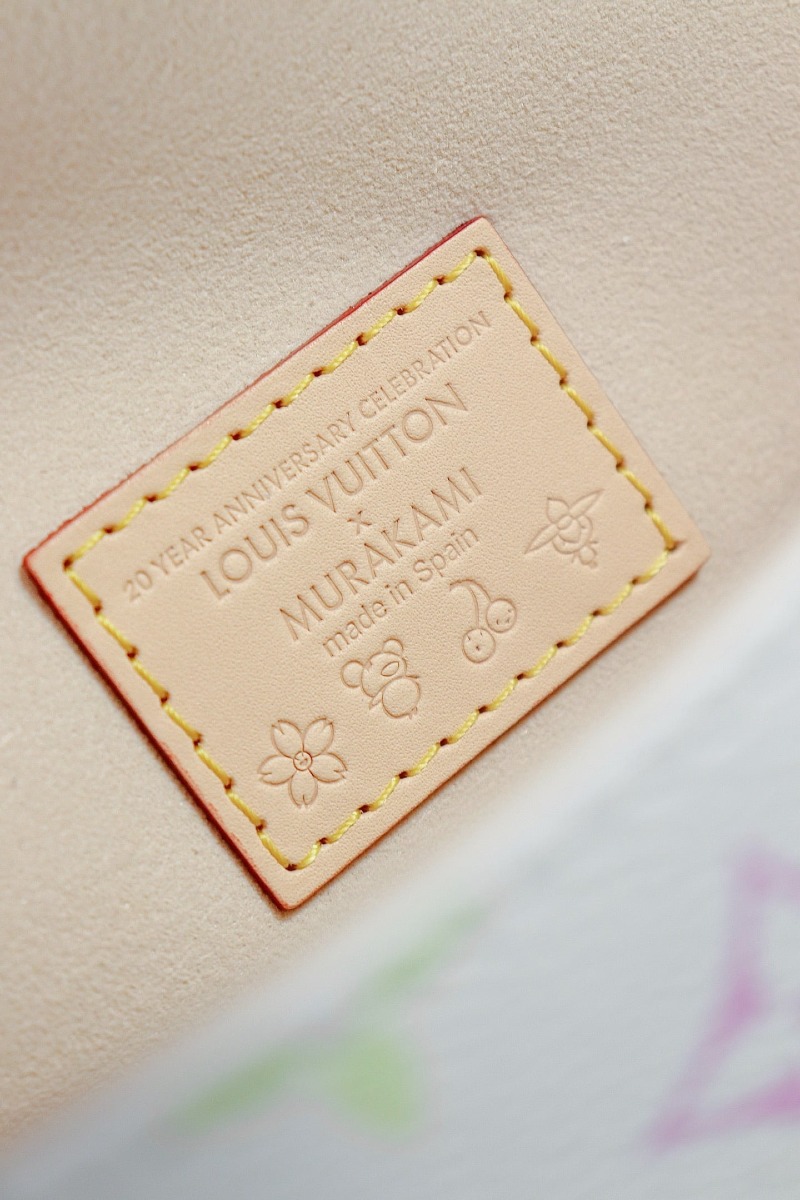 20 YEAR ANNIVERSARY CELEBRATION
LOUIS VUITTON
x
MURAKAMI
made in Spain